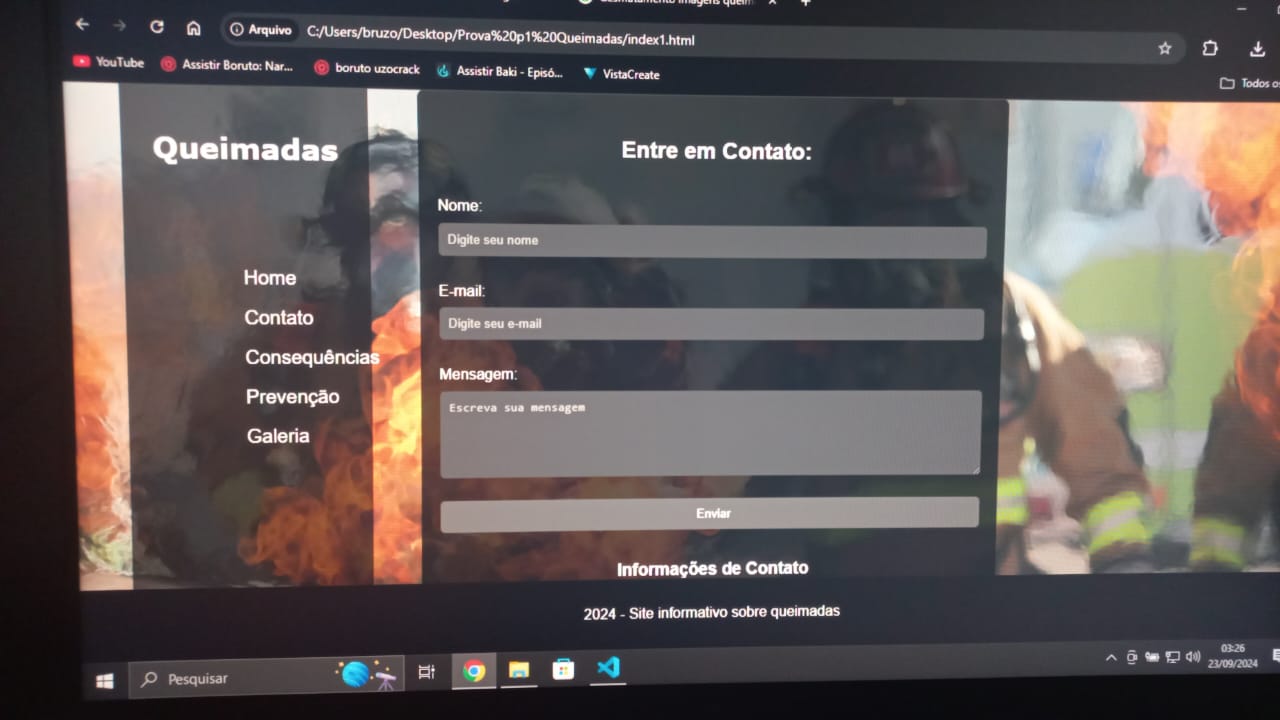 Arquivo
C:/Users/bruzo/Desktop/Prova%20p1%20Queimadas/index1.html
YouTube
Assistir Boruto: Nar...
boruto uzocrack
Assistir Baki - Episó...
VistaCreate
Todos os
Queimadas
Home
Contato
Consequências
Prevenção
Galeria
Entre em Contato:
Nome:
Digite seu nome
E-mail:
Digite seu e-mail
Mensagem:
Escreva sua mensagem
Enviar
Informações de Contato
2024 - Site informativo sobre queimadas
Pesquisar
03:26
23/09/2024